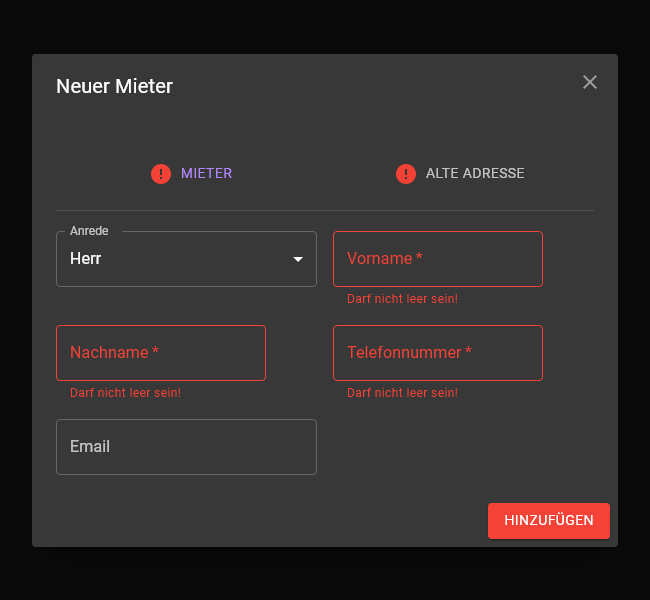 Neuer Mieter
! MIETER
! ALTE ADRESSE
Anrede
Herr
Vorname *
Darf nicht leer sein!
Nachname *
Telefonnummer *
Darf nicht leer sein!
Darf nicht leer sein!
Email
HINZUFÜGEN